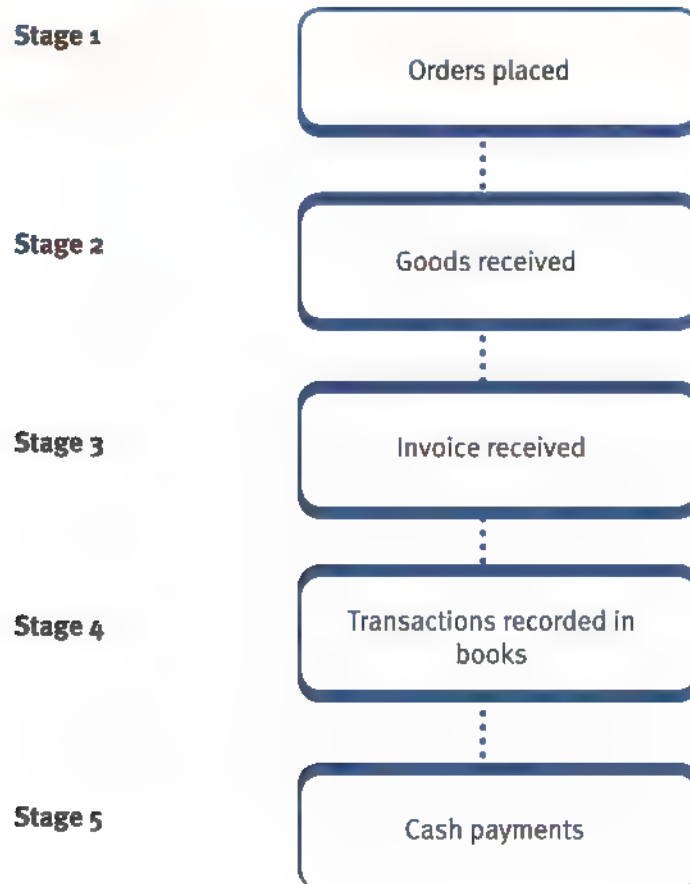 Stage 1
Orders placed
Stage 2
Goods received
Stage 3
Invoice received
Stage 4
Transactions recorded in
books
Stage 5
Cash payments